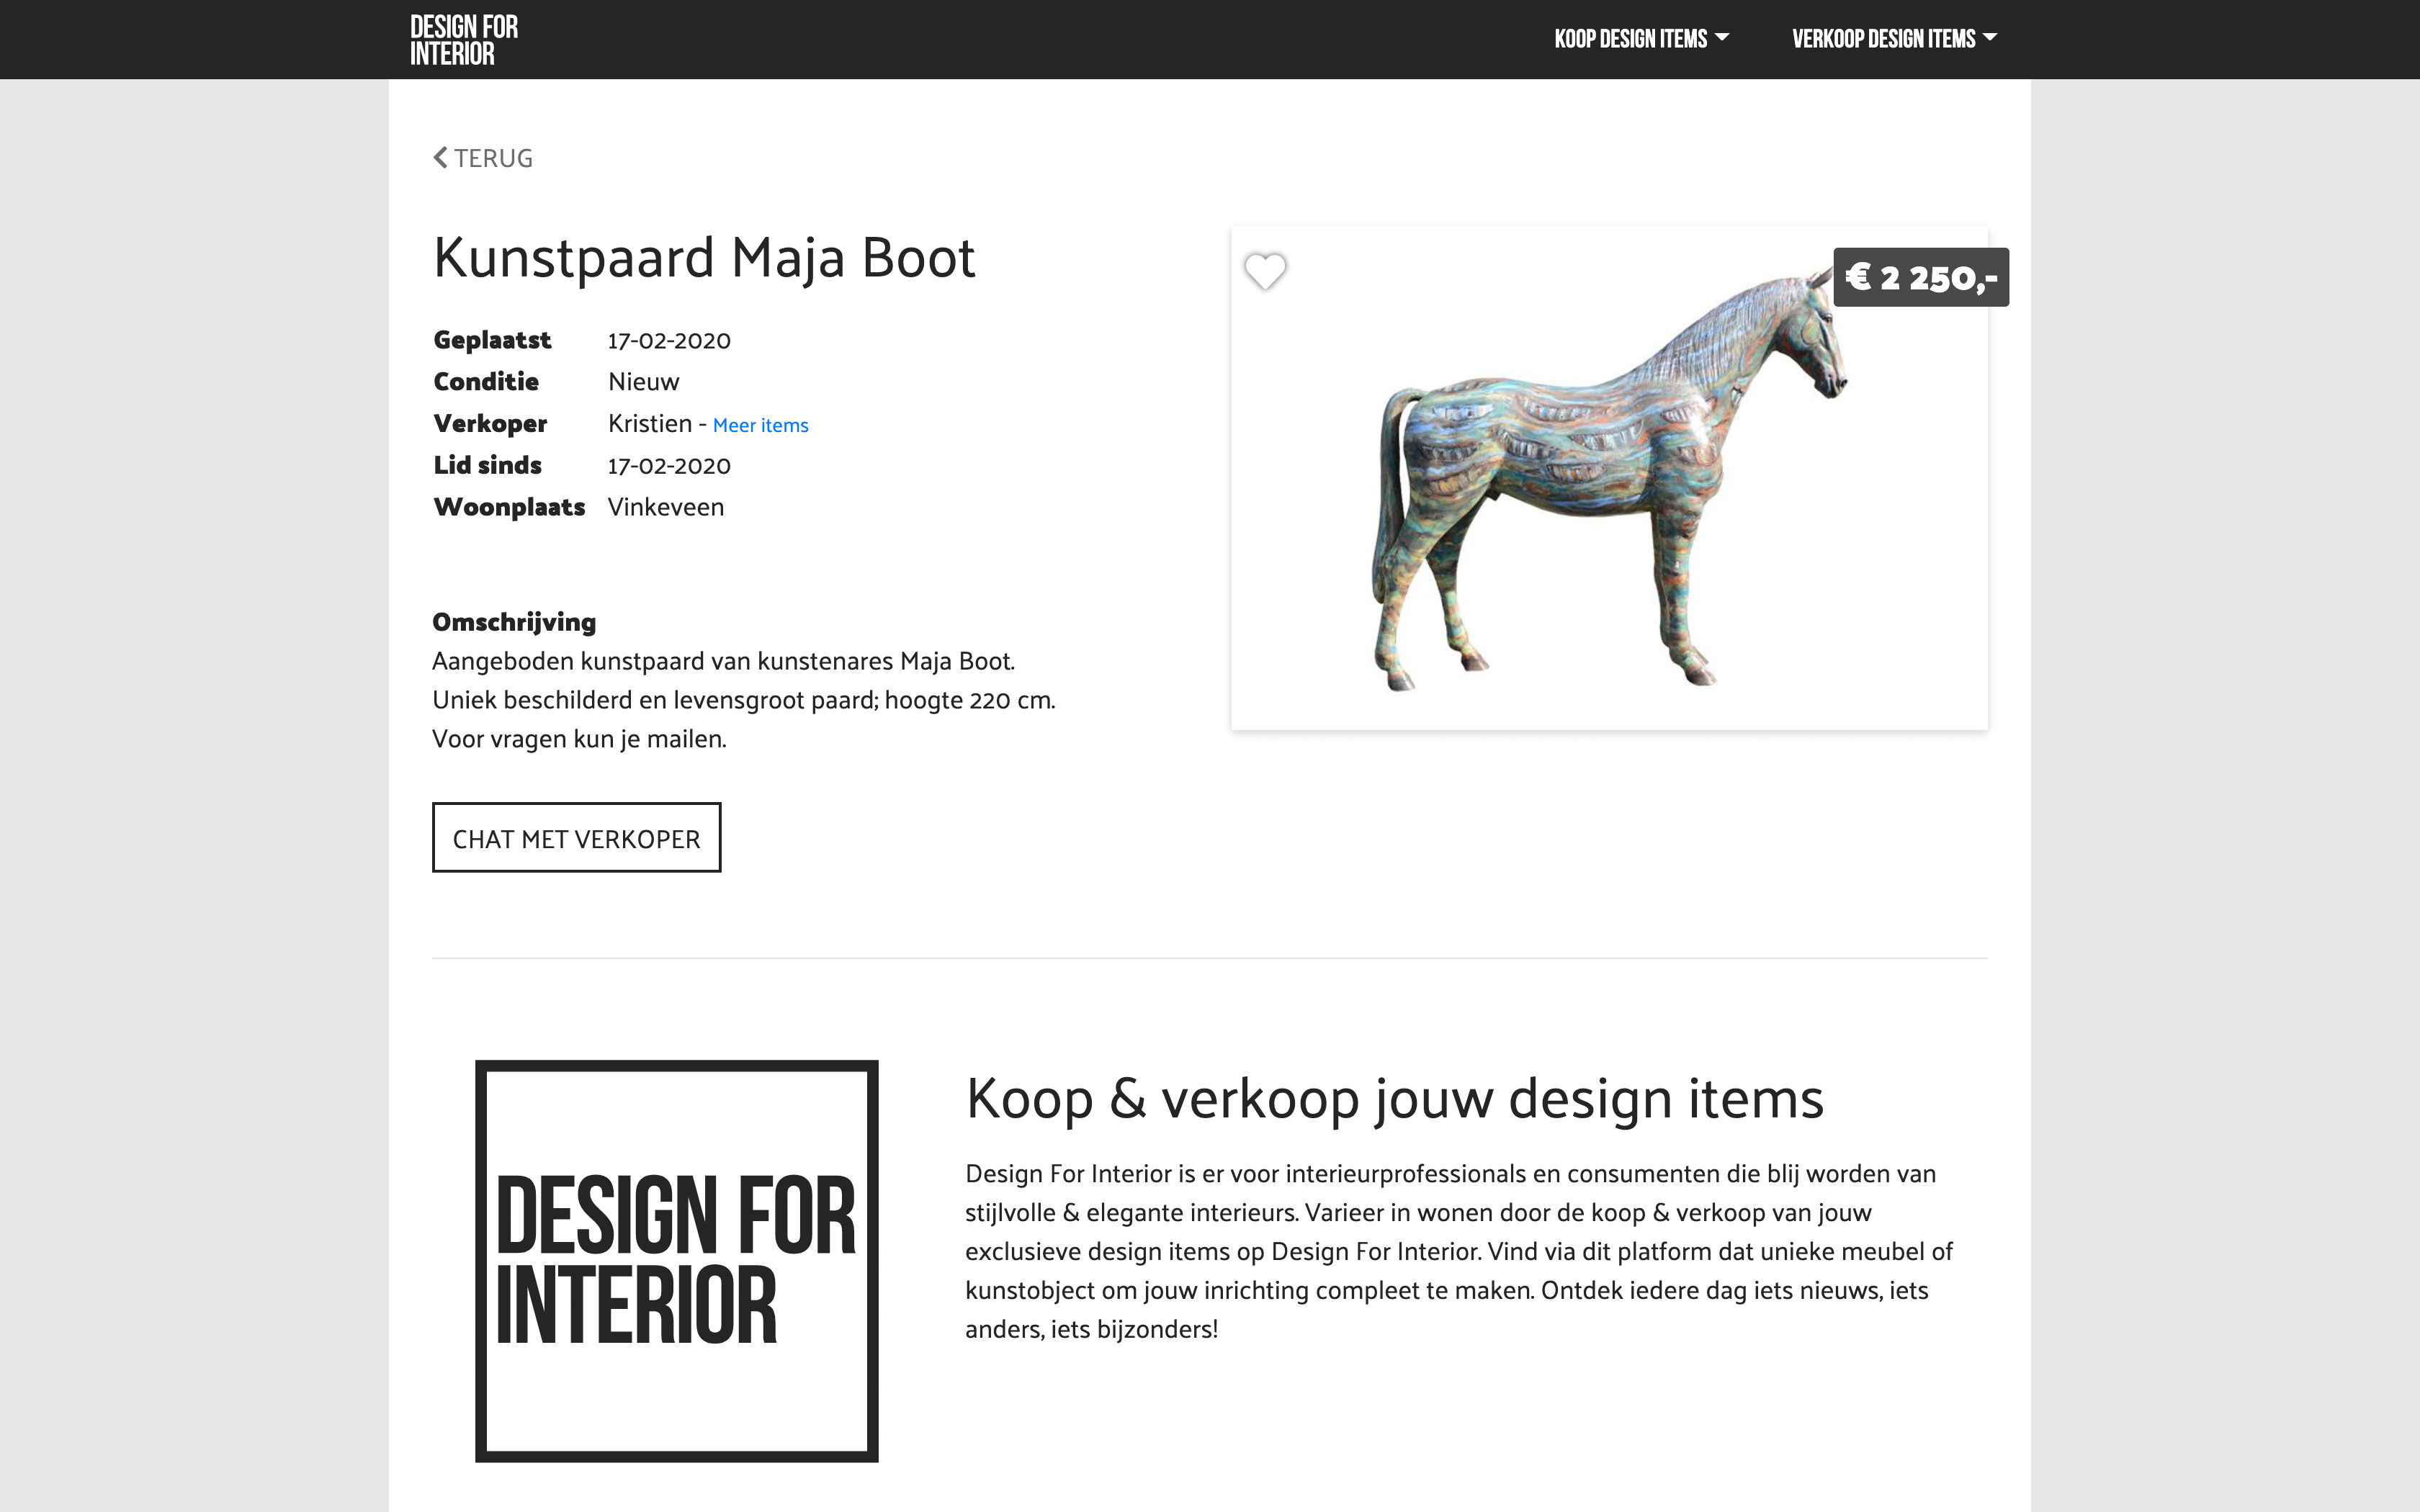 DESIGN FOR
INTERIOR
KOOP DESIGN ITEMS
VERKOOP DESIGN ITEMS
TERUG
Kunstpaard Maja Boot
Geplaatst 17-02-2020
Conditie Nieuw
Verkoper Kristien - Meer items
Lid sinds 17-02-2020
Woonplaats Vinkeveen
€ 2 250,-
Omschrijving
Aangeboden kunstpaard van kunstenares Maja Boot.
Uniek beschilderd en levensgroot paard; hoogte 220 cm.
Voor vragen kun je mailen.
CHAT MET VERKOPER
DESIGN FOR
INTERIOR
Koop & verkoop jouw design items
Design For Interior is er voor interieurprofessionals en consumenten die blij worden van
stijlvolle & elegante interieurs. Varieer in wonen door de koop & verkoop van jouw
exclusieve design items op Design For Interior. Vind via dit platform dat unieke meubel of
kunstobject om jouw inrichting compleet te maken. Ontdek iedere dag iets nieuws, iets
anders, iets bijzonders!